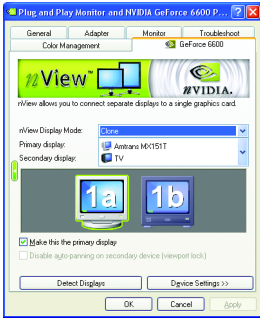 Plug and Play Monitor and NVIDIA GeForce 6600 P...
General Adapter Monitor Troubleshoot
Color Management GeForce 6600
nView™
NVIDIA.
nView allows you to connect separate displays to a single graphics card.
nView Display Mode: Clone
Primary display: Amtrans MX151T
Secondary display: TV
1a 1b
Make this the primary display
Disable auto-panning on secondary device (viewport lock)
Detect Displays Device Settings >>
OK Cancel Apply